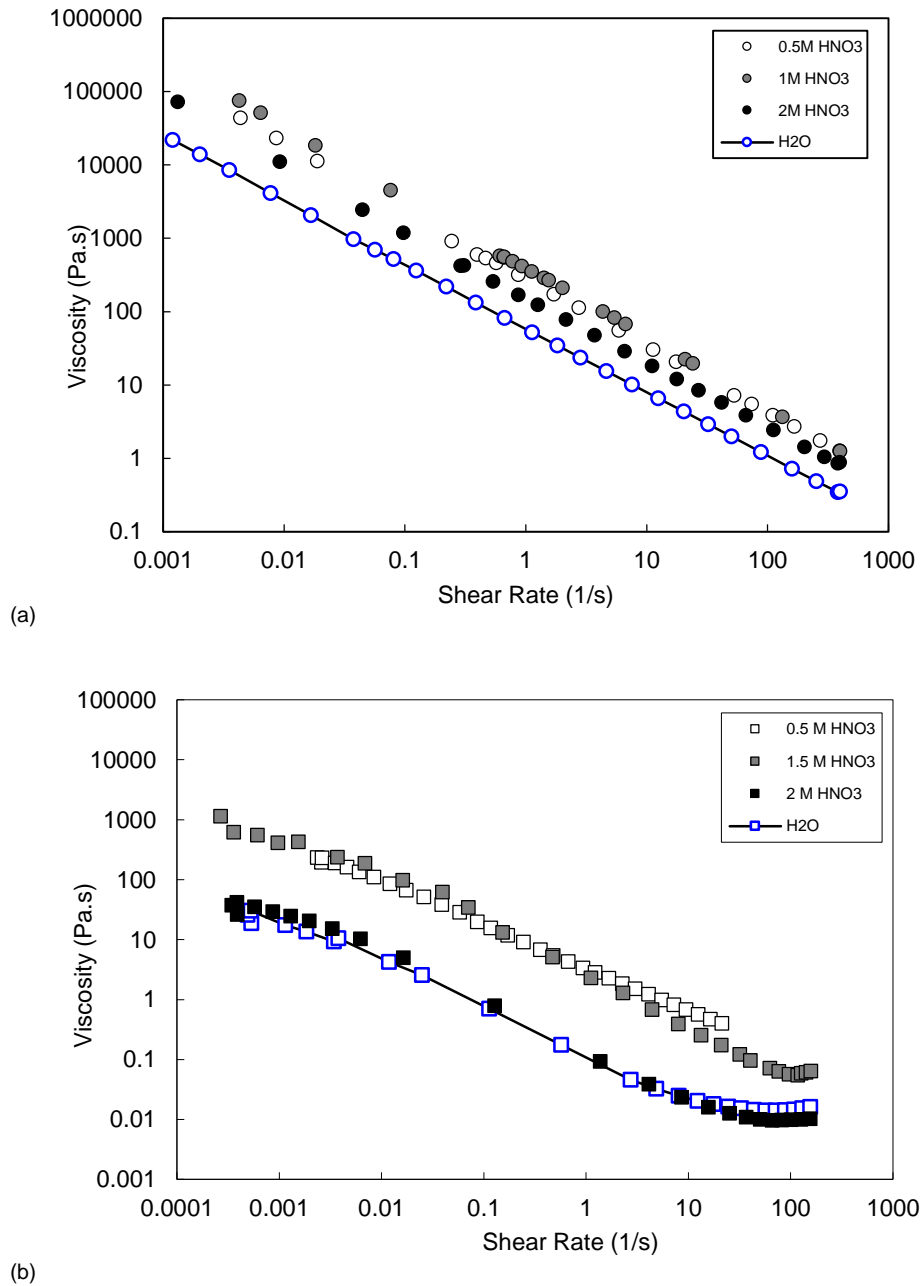 1000000
100000
10000
1000
100
10
1
0.1
Viscosity (Pa.s)
0.5M HNO3
1M HNO3
2M HNO3
H2O
0.001 0.01 0.1 1 10 100 1000
Shear Rate (1/s)
(a)
100000
10000
1000
100
10
1
0.1
0.01
0.001
Viscosity (Pa.s)
0.5 M HNO3
1.5 M HNO3
2 M HNO3
H2O
0.0001 0.001 0.01 0.1 1 10 100 1000
Shear Rate (1/s)
(b)